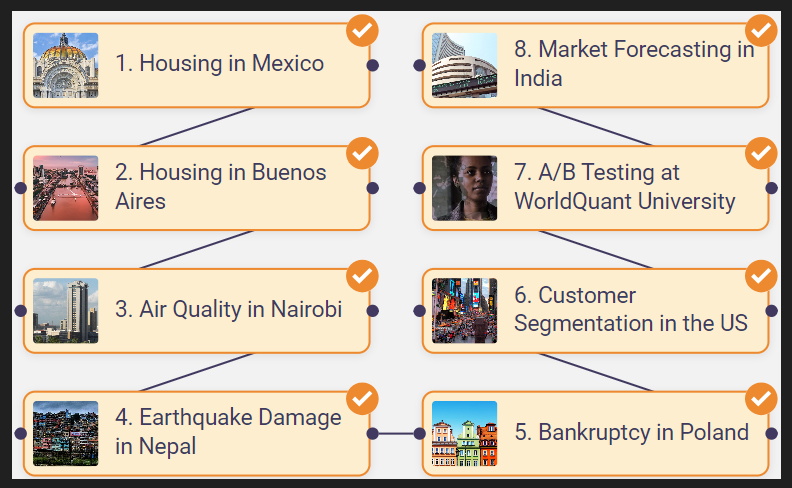 1. Housing in Mexico
2. Housing in Buenos
Aires
3. Air Quality in Nairobi
4. Earthquake Damage
in Nepal
5. Bankruptcy in Poland
6. Customer
Segmentation in the US
7. A/B Testing at
WorldQuant University
8. Market Forecasting in
India